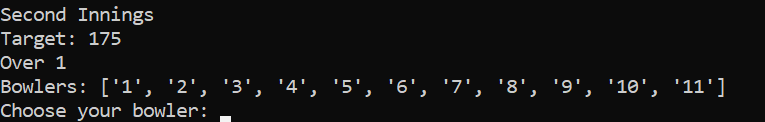 Second Innings
Target: 175
Over 1
Bowlers: ['1', '2', '3', '4', '5', '6', '7', '8', '9', '10', '11']
Choose your bowler: